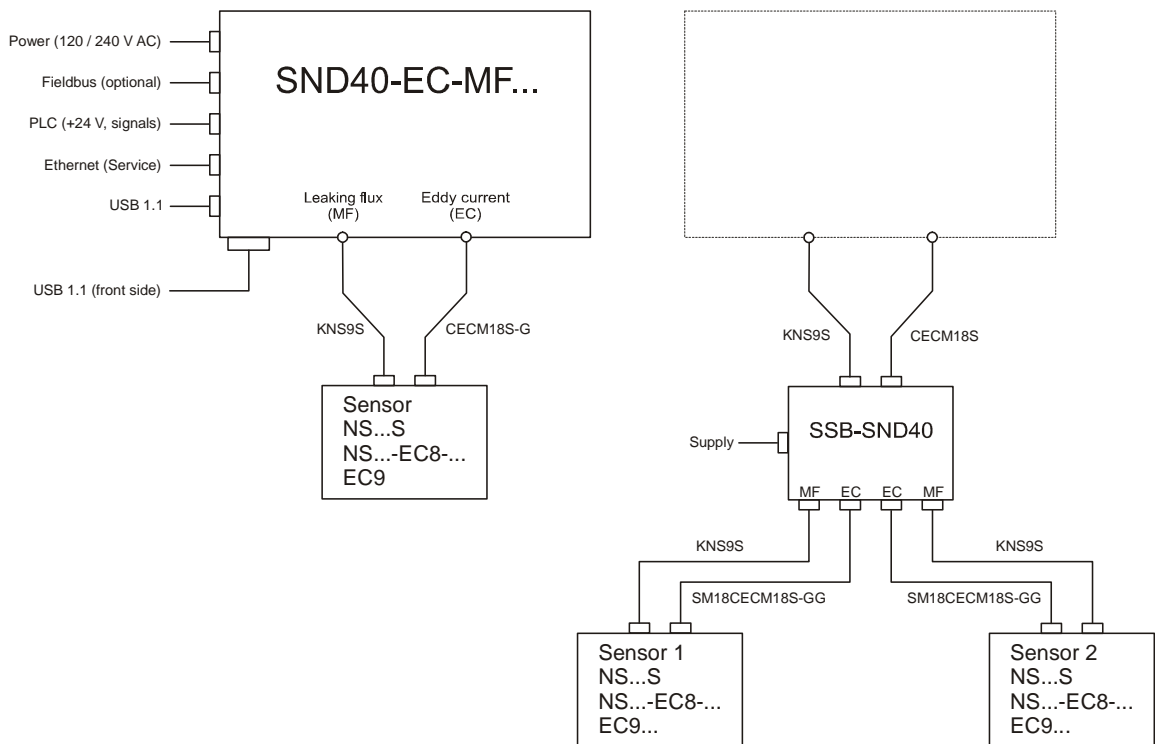 Power (120 / 240 V AC)
Fieldbus (optional)
PLC (+24 V, signals)
Ethernet (Service)
USB 1.1
USB 1.1 (front side)
SND40-EC-MF...
Leaking flux
(MF)
Eddy current
(EC)
KNS9S
CECM18S-G
Sensor
NS...S
NS...-EC8-...
EC9
KNS9S
CECM18S
Supply
SSB-SND40
MF
EC
EC
MF
KNS9S
KNS9S
SM18CECM18S-GG
SM18CECM18S-GG
Sensor 1
NS...S
NS...-EC8-...
EC9...
Sensor 2
NS...S
NS...-EC8-...
EC9...